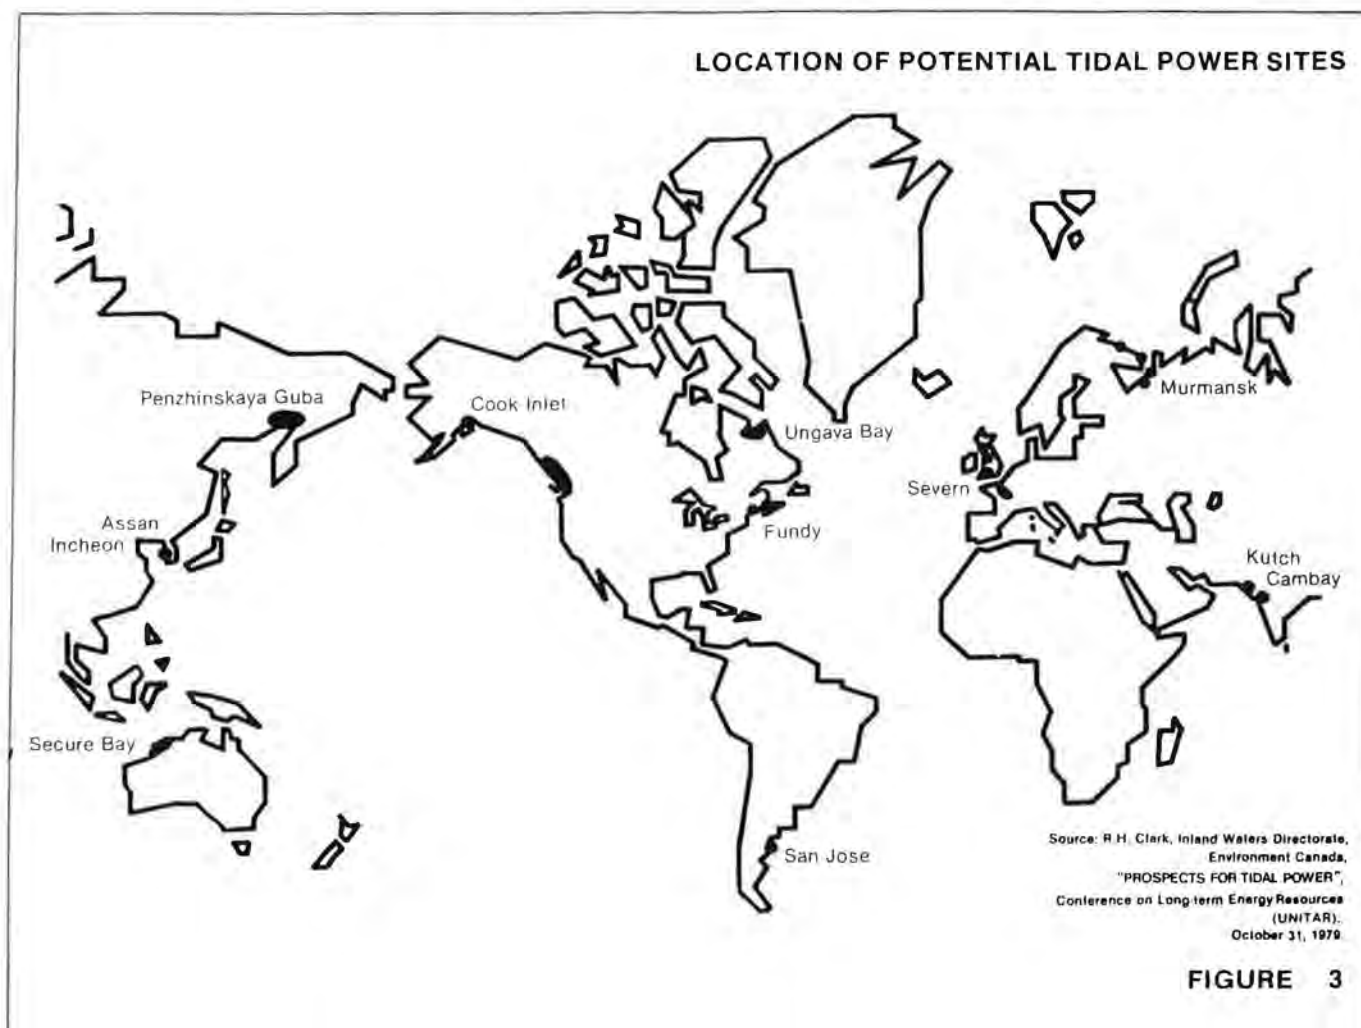 LOCATION OF POTENTIAL TIDAL POWER SITES
Penzhinskaya Guba
Cook Inlet
Ungava Bay
Murmansk
Severn
Assan
Incheon
Fundy
Kutch
Cambay
Secure Bay
San Jose
Source: R.H. Clark, Inland Waters Directorate,
Environment Canada,
"PROSPECTS FOR TIDAL POWER",
Conference on Long-term Energy Resources
(UNITAR),
October 31, 1979.
FIGURE 3